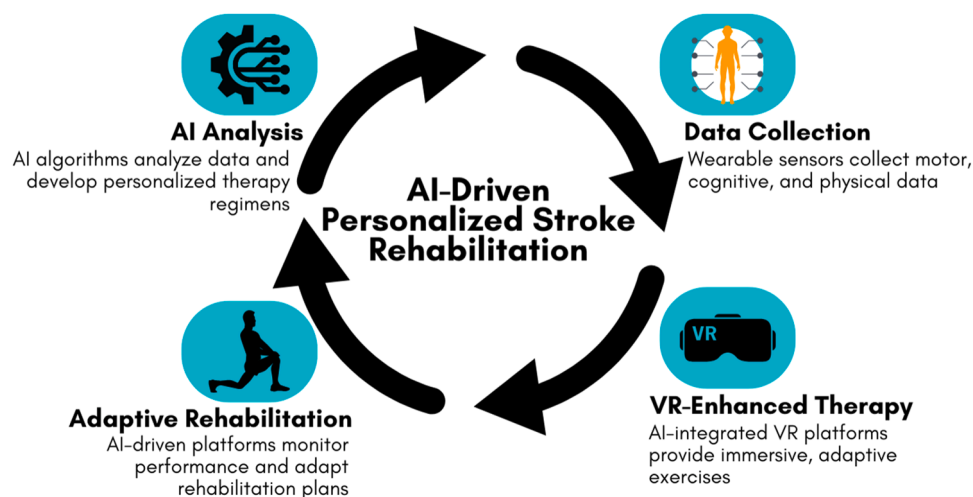 AI Analysis
AI algorithms analyze data and
develop personalized therapy
regimens
Data Collection
Wearable sensors collect motor,
cognitive, and physical data
AI-Driven
Personalized Stroke
Rehabilitation
Adaptive Rehabilitation
AI-driven platforms monitor
performance and adapt
rehabilitation plans
VR
VR-Enhanced Therapy
AI-integrated VR platforms
provide immersive, adaptive
exercises